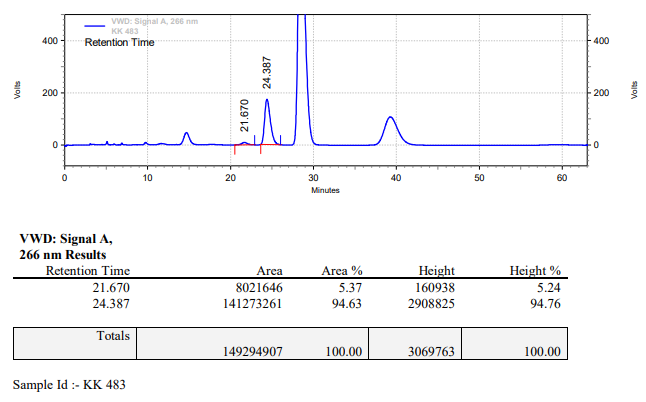 VWD: Signal A, 266 nm
KK 483
Retention Time
400
200
0
Volts
21.670
24.387
400
200
0
Volts
0 10 20 30 40 50 60
Minutes
VWD: Signal A,
266 nm Results
Retention Time Area Area % Height Height %
21.670 8021646 5.37 160938 5.24
24.387 141273261 94.63 2908825 94.76
Totals
149294907 100.00 3069763 100.00
Sample Id :- KK 483